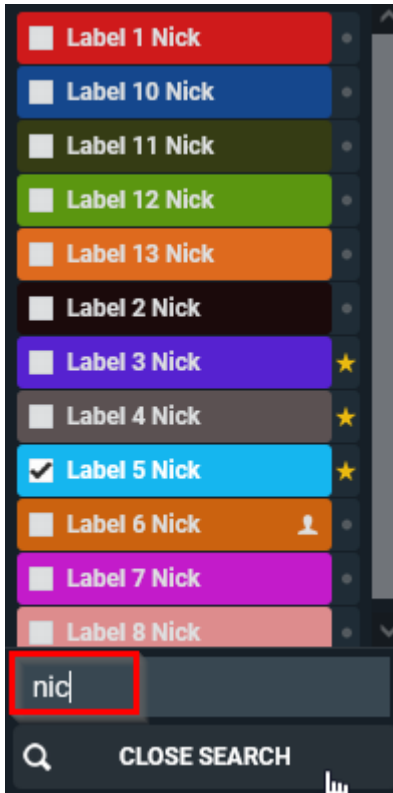 Label 1 Nick
Label 10 Nick
Label 11 Nick
Label 12 Nick
Label 13 Nick
Label 2 Nick
Label 3 Nick
Label 4 Nick
Label 5 Nick
Label 6 Nick
Label 7 Nick
Label 8 Nick
nic
CLOSE SEARCH